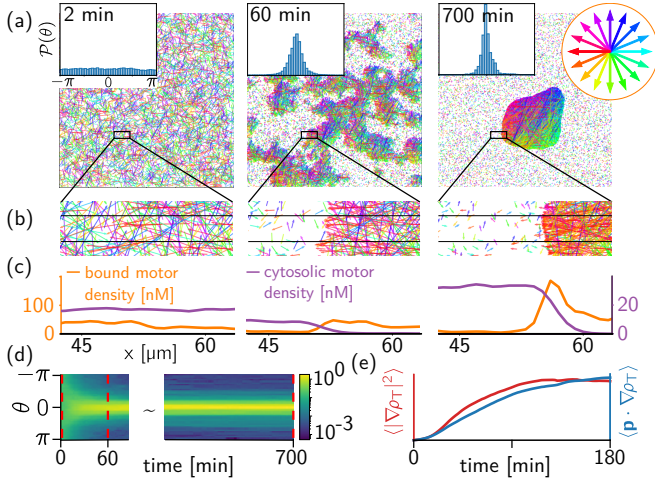 (a)
2 min
60 min
700 min
P(θ)
−π 0 π
(b)
(c)
bound motor density [nM]
cytosolic motor density [nM]
100
0
20
0
45 60
45 60
45 60
x [μm]
(d)
(e)
−π
0
π
θ
~
10⁰
10⁻³
0 60 700
time [min]
⟨|∇ρ_T|²⟩
⟨p · ∇ρ_T⟩
0 180
time [min]